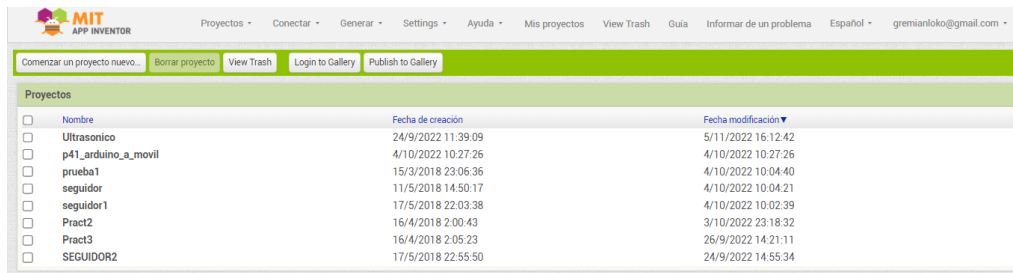 MIT
APP INVENTOR
Proyectos Conectar Generar Settings Ayuda Mis proyectos View Trash Guía Informar de un problema Español gremianloko@gmail.com
Comenzar un proyecto nuevo... Borrar proyecto View Trash Login to Gallery Publish to Gallery
Proyectos
Nombre Fecha de creación Fecha modificación▼
Ultrasonico 24/9/2022 11:39:09 5/11/2022 16:12:42
p41_arduino_a_movil 4/10/2022 10:27:26 4/10/2022 10:27:26
prueba1 15/3/2018 23:06:36 4/10/2022 10:04:40
seguidor 11/5/2018 14:50:17 4/10/2022 10:04:21
seguidor1 17/5/2018 22:03:38 4/10/2022 10:02:39
Pract2 16/4/2018 2:00:43 3/10/2022 23:18:32
Pract3 16/4/2018 2:05:23 26/9/2022 14:21:11
SEGUIDOR2 17/5/2018 22:55:50 24/9/2022 14:55:34